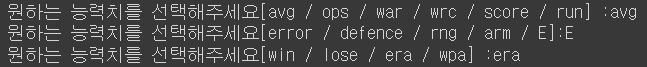 원하는 능력치를 선택해주세요[avg / ops / war / wrc / score / run] :avg
원하는 능력치를 선택해주세요[error / defence / rng / arm / E]:E
원하는 능력치를 선택해주세요[win / lose / era / wpa] :era